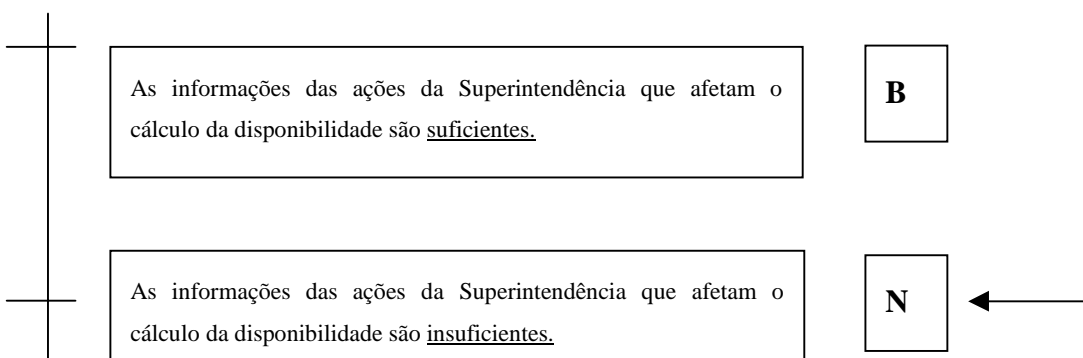 As informações das ações da Superintendência que afetam o
cálculo da disponibilidade são suficientes.
B
As informações das ações da Superintendência que afetam o
cálculo da disponibilidade são insuficientes.
N